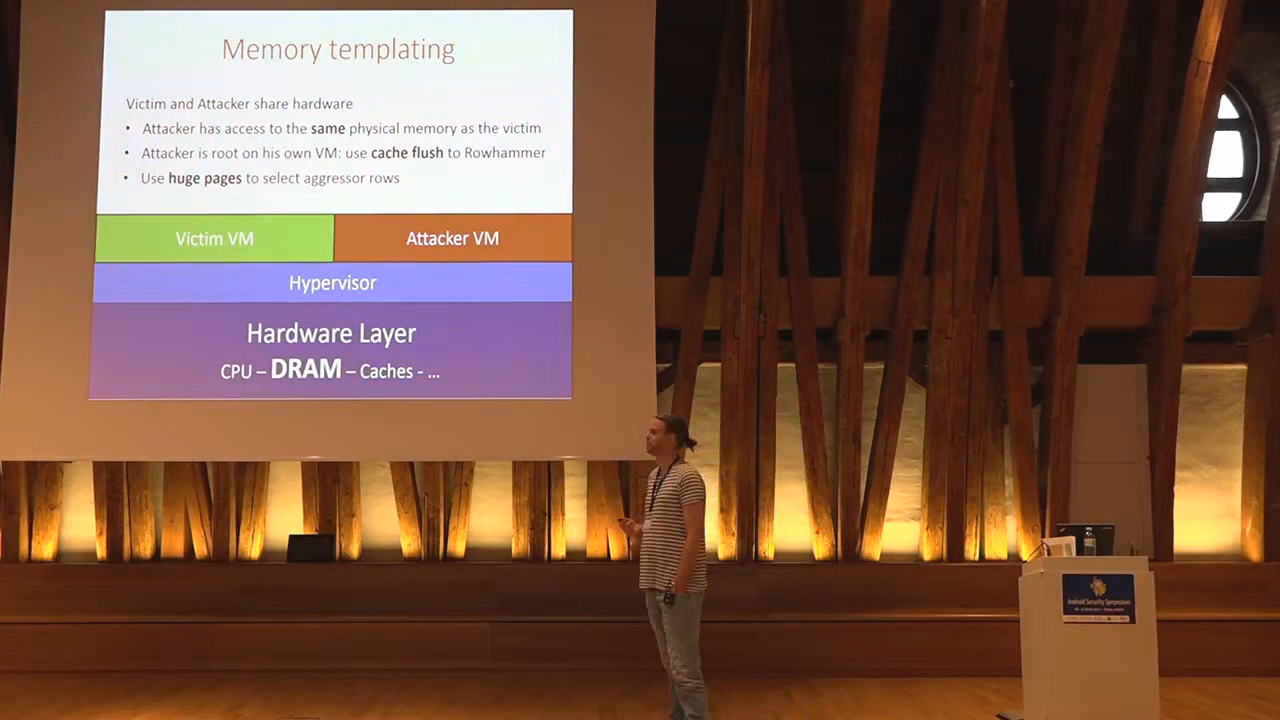 Memory templating
Victim and Attacker share hardware
• Attacker has access to the same physical memory as the victim
• Attacker is root on his own VM: use cache flush to Rowhammer
• Use huge pages to select aggressor rows
Victim VM
Attacker VM
Hypervisor
Hardware Layer
CPU – DRAM – Caches - ...
Android Security Symposium